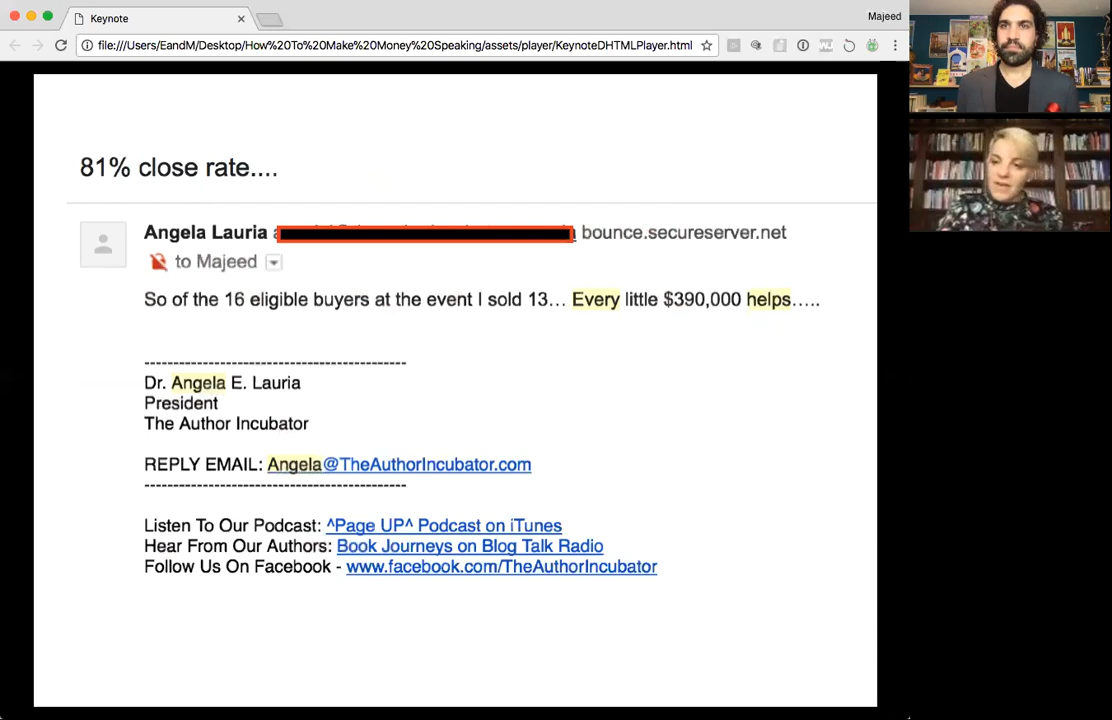 Keynote
Majeed
file:///Users/EandM/Desktop/How%20To%20Make%20Money%20Speaking/assets/player/KeynoteDHTMLPlayer.html
81% close rate....
Angela Lauria bounce.secureserver.net
to Majeed
So of the 16 eligible buyers at the event I sold 13… Every little $390,000 helps…..
--------------------------------------------
Dr. Angela E. Lauria
President
The Author Incubator
REPLY EMAIL: Angela@TheAuthorIncubator.com
--------------------------------------------
Listen To Our Podcast: ^Page UP^ Podcast on iTunes
Hear From Our Authors: Book Journeys on Blog Talk Radio
Follow Us On Facebook - www.facebook.com/TheAuthorIncubator